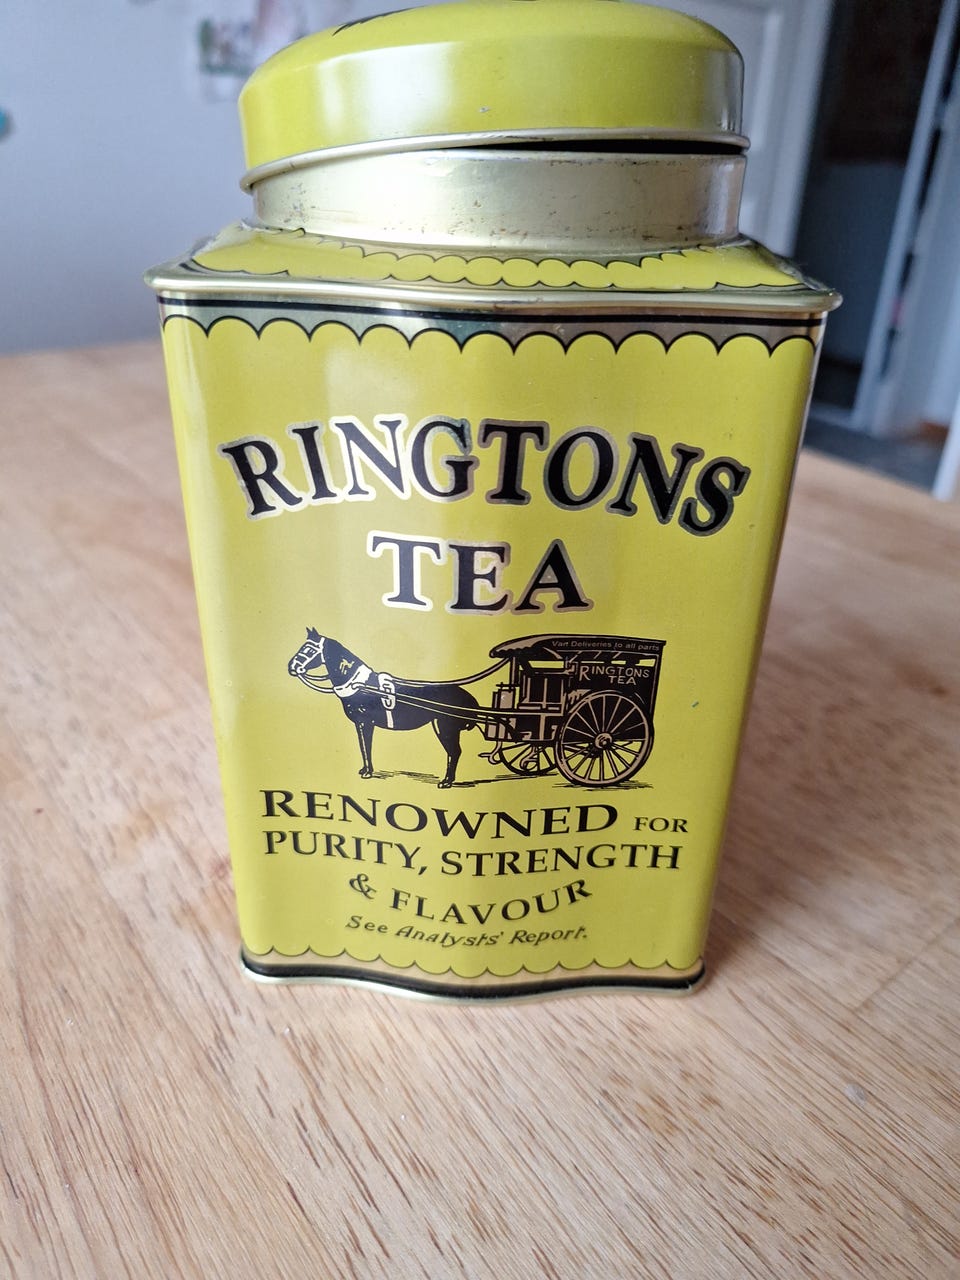 RINGTONS
TEA
Van Deliveries to all parts
RINGTONS
TEA
RENOWNED FOR
PURITY, STRENGTH
& FLAVOUR
See Analysts' Report.